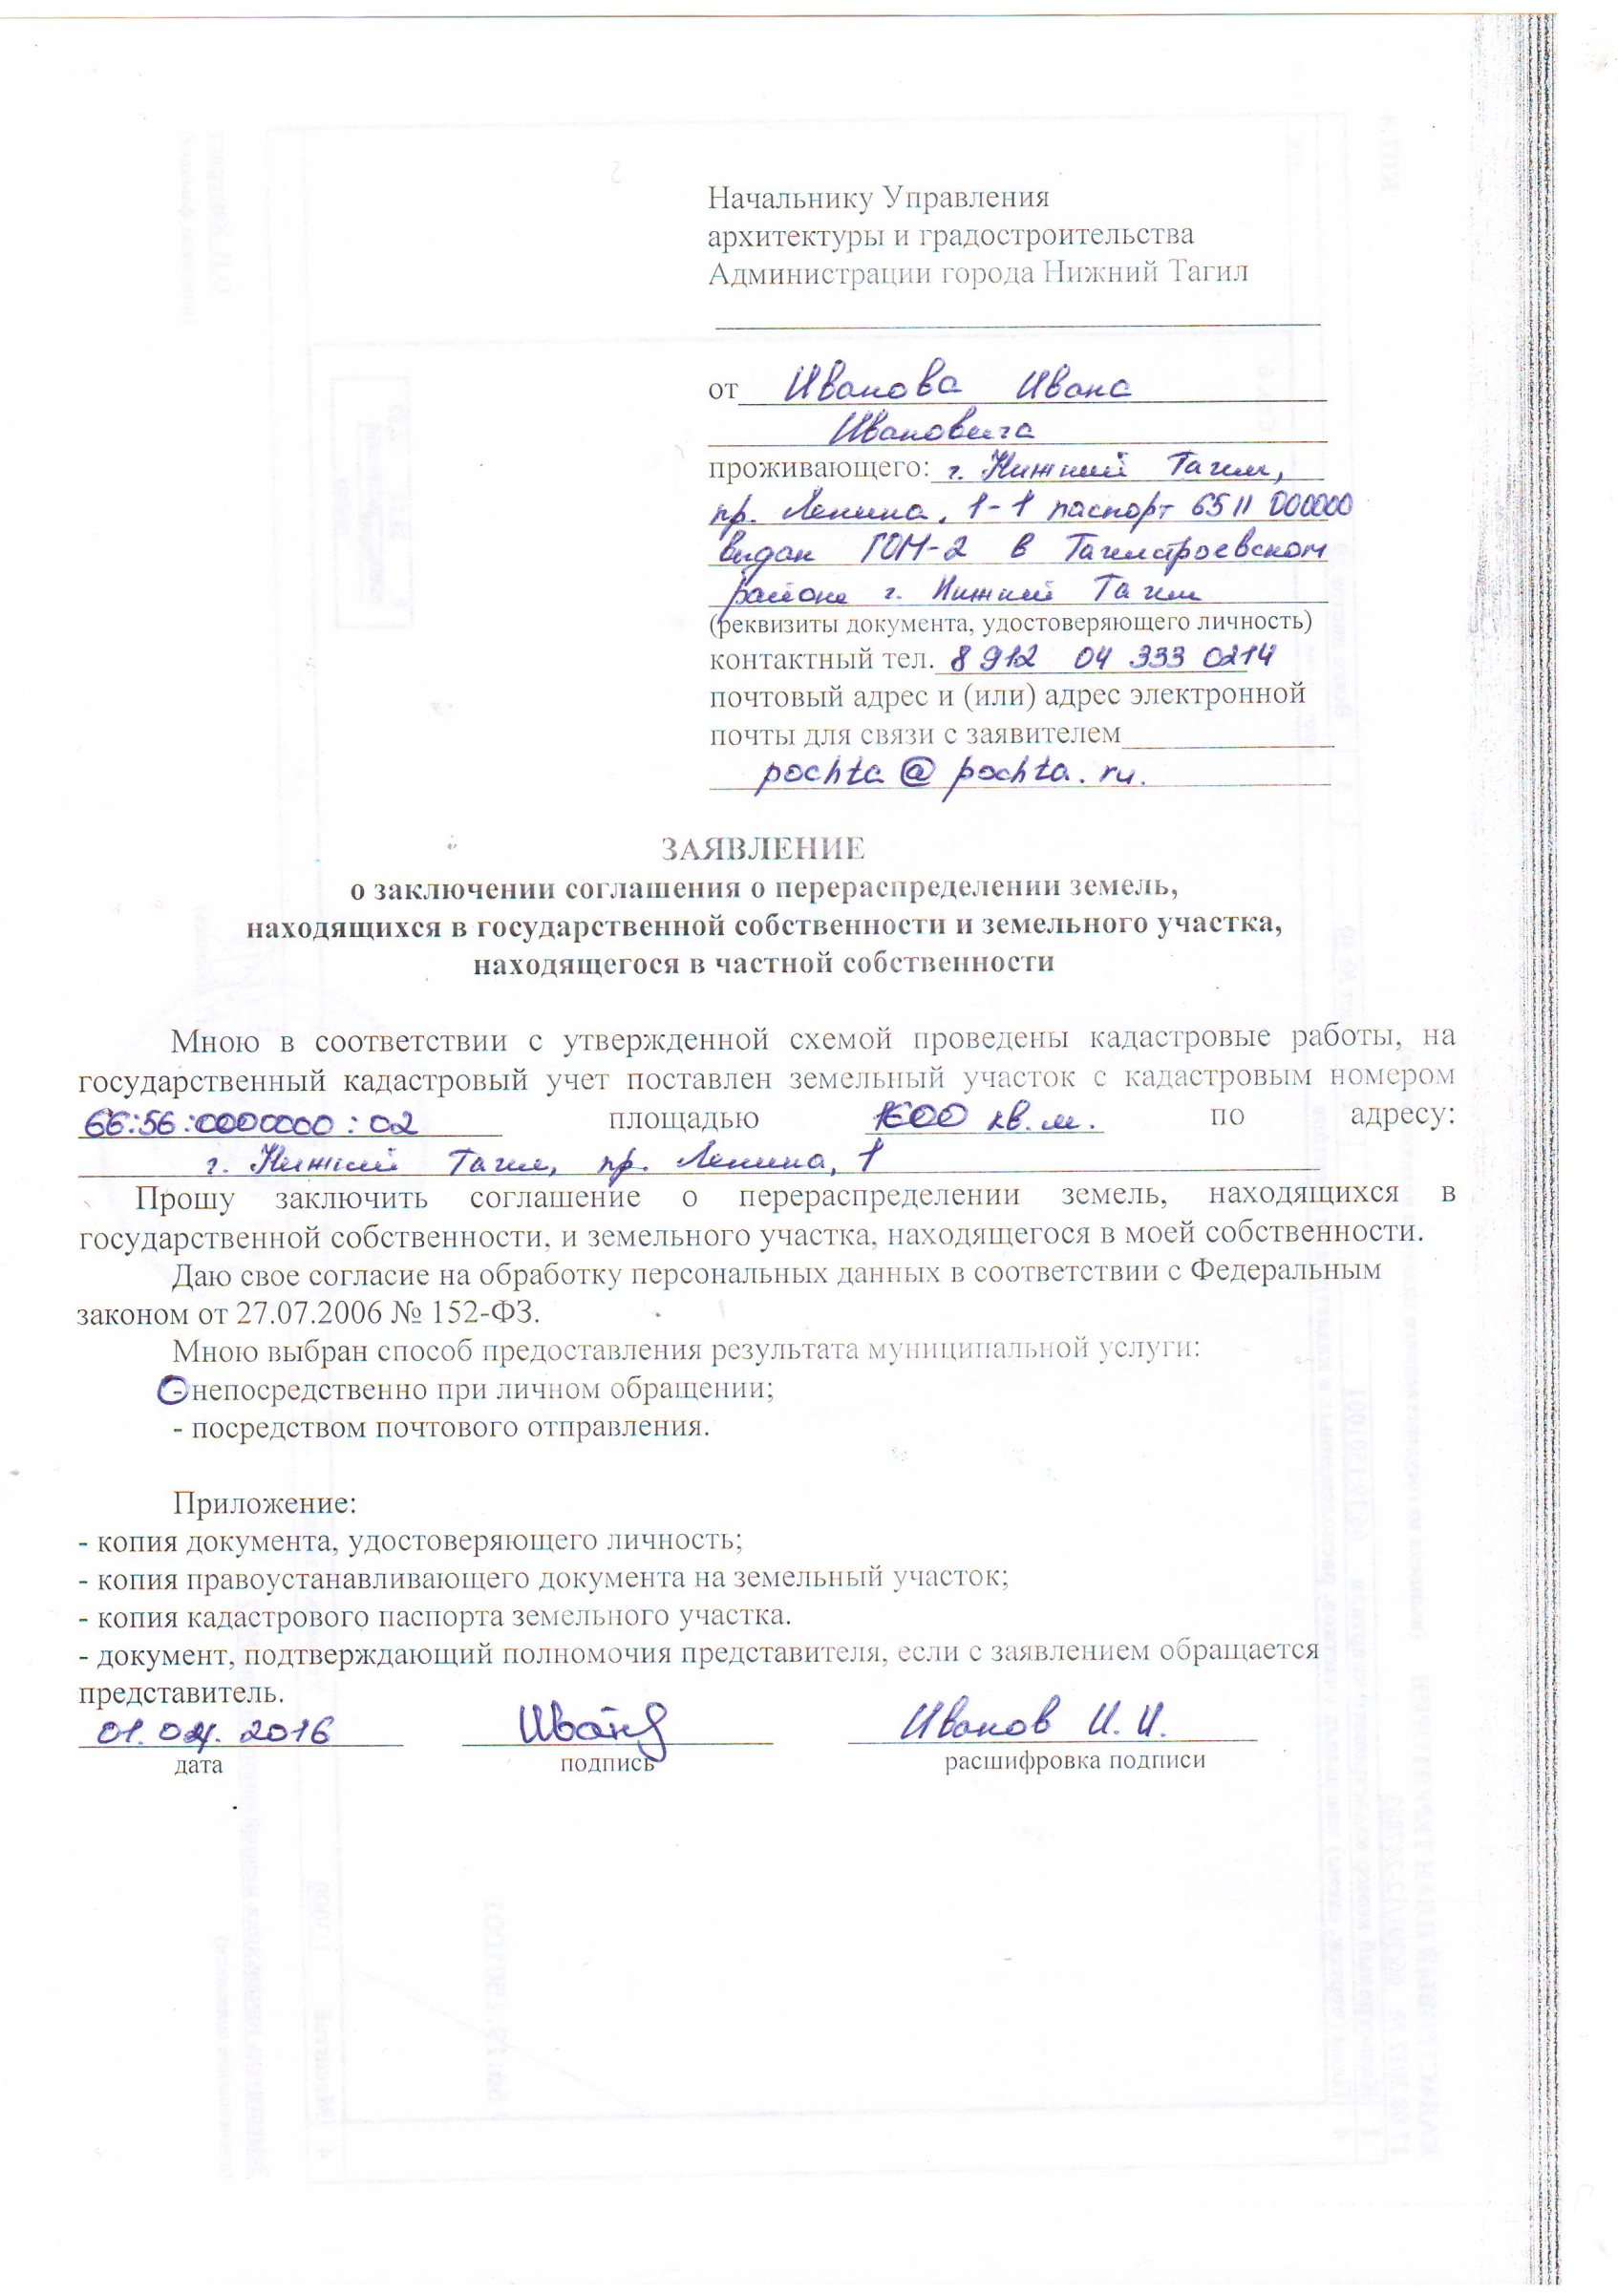 Начальнику Управления
архитектуры и градостроительства
Администрации города Нижний Тагил
от Иванова Ивана
Ивановича
проживающего: г. Нижний Тагил,
пр. Ленина, 1-1 паспорт 65 11 000000
выдан ГОМ-2 в Тагилстроевском
районе г. Нижний Тагил
(реквизиты документа, удостоверяющего личность)
контактный тел. 8 912 04 333 0214
почтовый адрес и (или) адрес электронной
почты для связи с заявителем
pochta @ pochta. ru.
ЗАЯВЛЕНИЕ
о заключении соглашения о перераспределении земель,
находящихся в государственной собственности и земельного участка,
находящегося в частной собственности
Мною в соответствии с утвержденной схемой проведены кадастровые работы, на
государственный кадастровый учет поставлен земельный участок с кадастровым номером
66:56:0000000:02 площадью 1600 кв.м. по адресу:
г. Нижний Тагил, пр. Ленина, 1
Прошу заключить соглашение о перераспределении земель, находящихся в
государственной собственности, и земельного участка, находящегося в моей собственности.
Даю свое согласие на обработку персональных данных в соответствии с Федеральным
законом от 27.07.2006 № 152-ФЗ.
Мною выбран способ предоставления результата муниципальной услуги:
- непосредственно при личном обращении;
- посредством почтового отправления.
Приложение:
- копия документа, удостоверяющего личность;
- копия правоустанавливающего документа на земельный участок;
- копия кадастрового паспорта земельного участка.
- документ, подтверждающий полномочия представителя, если с заявлением обращается
представитель.
2016 Иванов И. И.
дата подпись расшифровка подписи